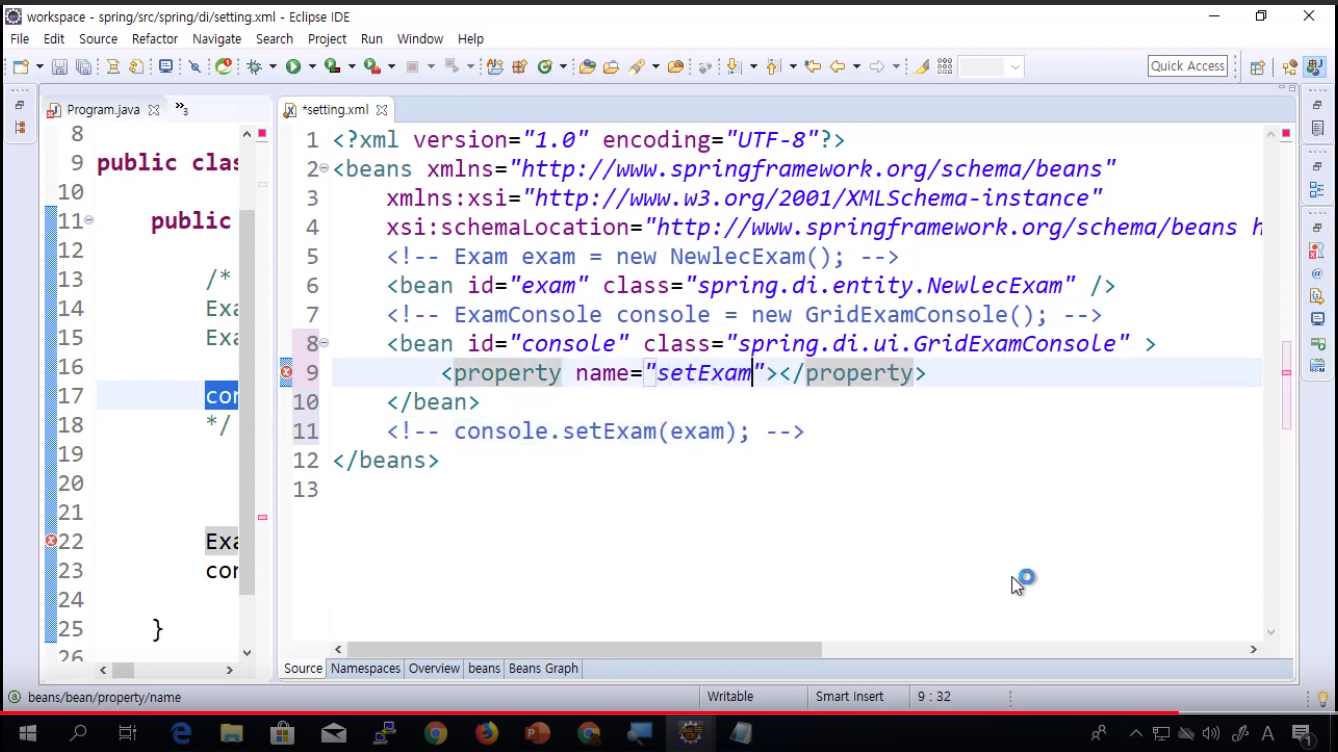 workspace - spring/src/spring/di/setting.xml - Eclipse IDE
File Edit Source Refactor Navigate Search Project Run Window Help
Quick Access
Program.java
»3
*setting.xml
8
9 public clas
10
11 public
12
13 /*
14 Exa
15 Exa
16
17 con
18 */
19
20
21
22 Exa
23 con
24
25 }
26
1 <?xml version="1.0" encoding="UTF-8"?>
2 <beans xmlns="http://www.springframework.org/schema/beans"
3 xmlns:xsi="http://www.w3.org/2001/XMLSchema-instance"
4 xsi:schemaLocation="http://www.springframework.org/schema/beans h
5 <!-- Exam exam = new NewlecExam(); -->
6 <bean id="exam" class="spring.di.entity.NewlecExam" />
7 <!-- ExamConsole console = new GridExamConsole(); -->
8 <bean id="console" class="spring.di.ui.GridExamConsole" >
9 <property name="setExam"></property>
10 </bean>
11 <!-- console.setExam(exam); -->
12 </beans>
13
Source Namespaces Overview beans Beans Graph
beans/bean/property/name
Writable
Smart Insert
9 : 32
A
1